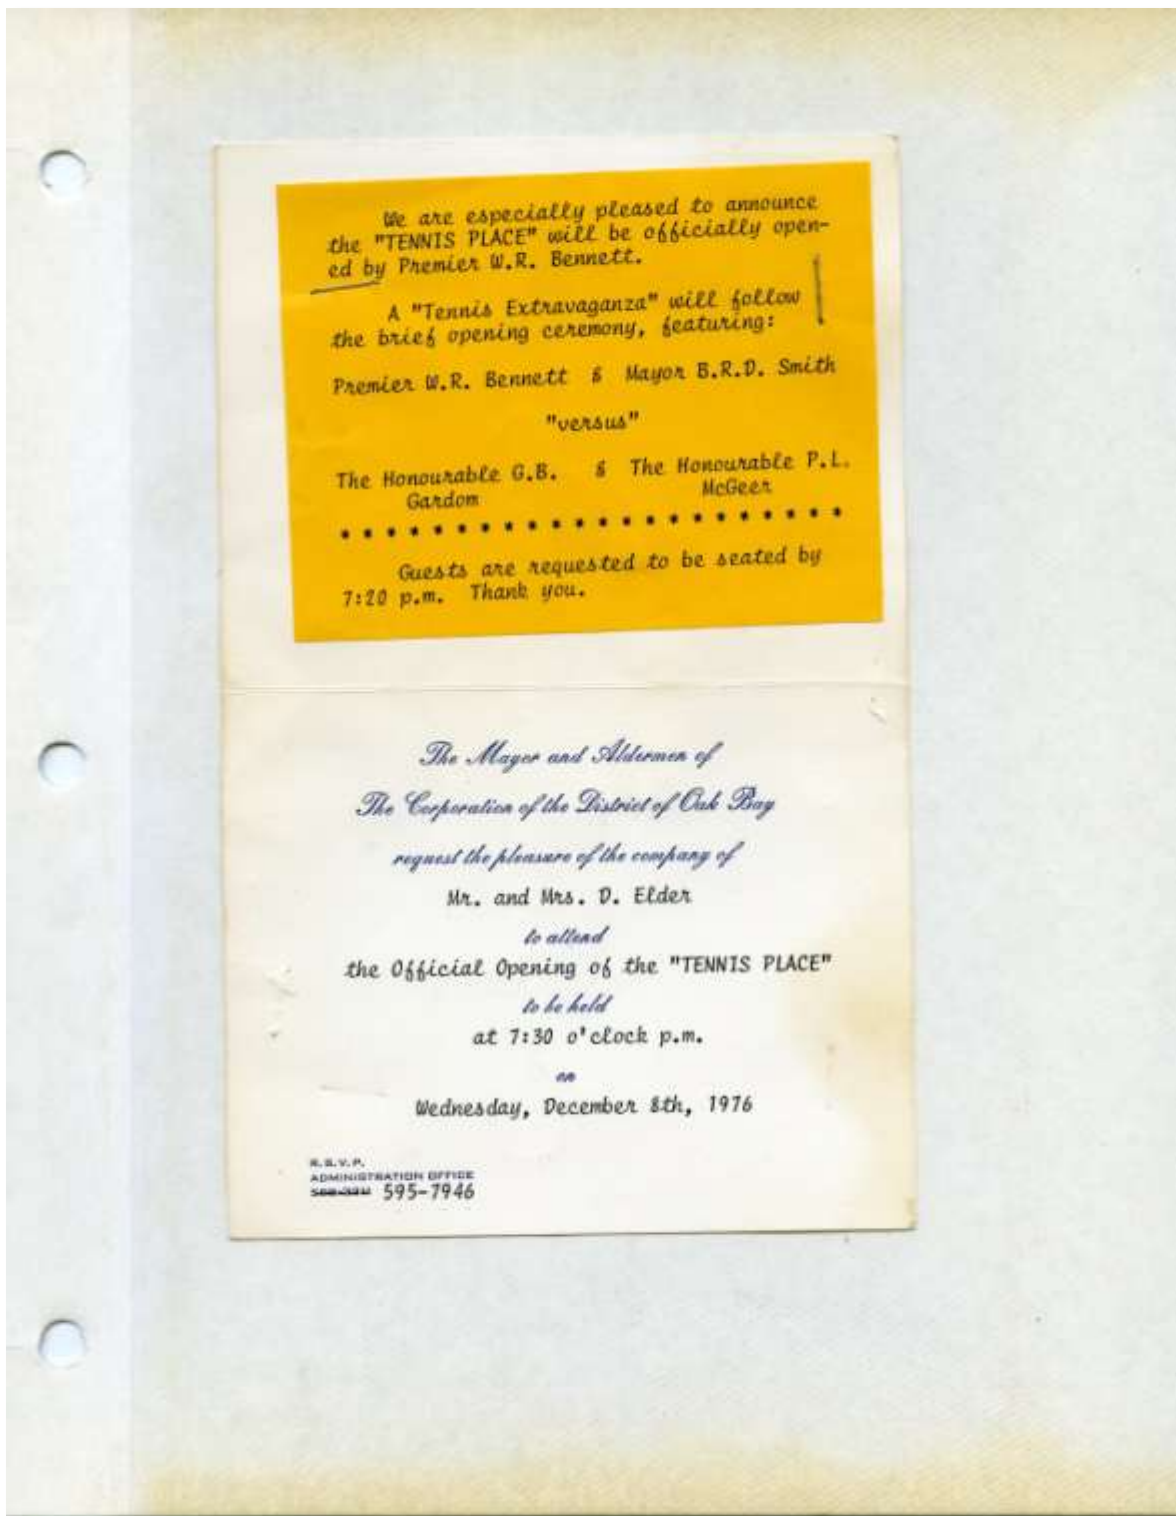 We are especially pleased to announce
the "TENNIS PLACE" will be officially open-
ed by Premier W.R. Bennett.
A "Tennis Extravaganza" will follow
the brief opening ceremony, featuring:
Premier W.R. Bennett & Mayor B.R.D. Smith
"versus"
The Honourable G.B. & The Honourable P.L.
Gardom McGeer
* * * * * * * * * * * * * * * * * * * * * *
Guests are requested to be seated by
7:20 p.m. Thank you.
The Mayor and Aldermen of
The Corporation of the District of Oak Bay
request the pleasure of the company of
Mr. and Mrs. D. Elder
to attend
the Official Opening of the "TENNIS PLACE"
to be held
at 7:30 o'clock p.m.
on
Wednesday, December 8th, 1976
R.S.V.P.
ADMINISTRATION OFFICE
595-7946